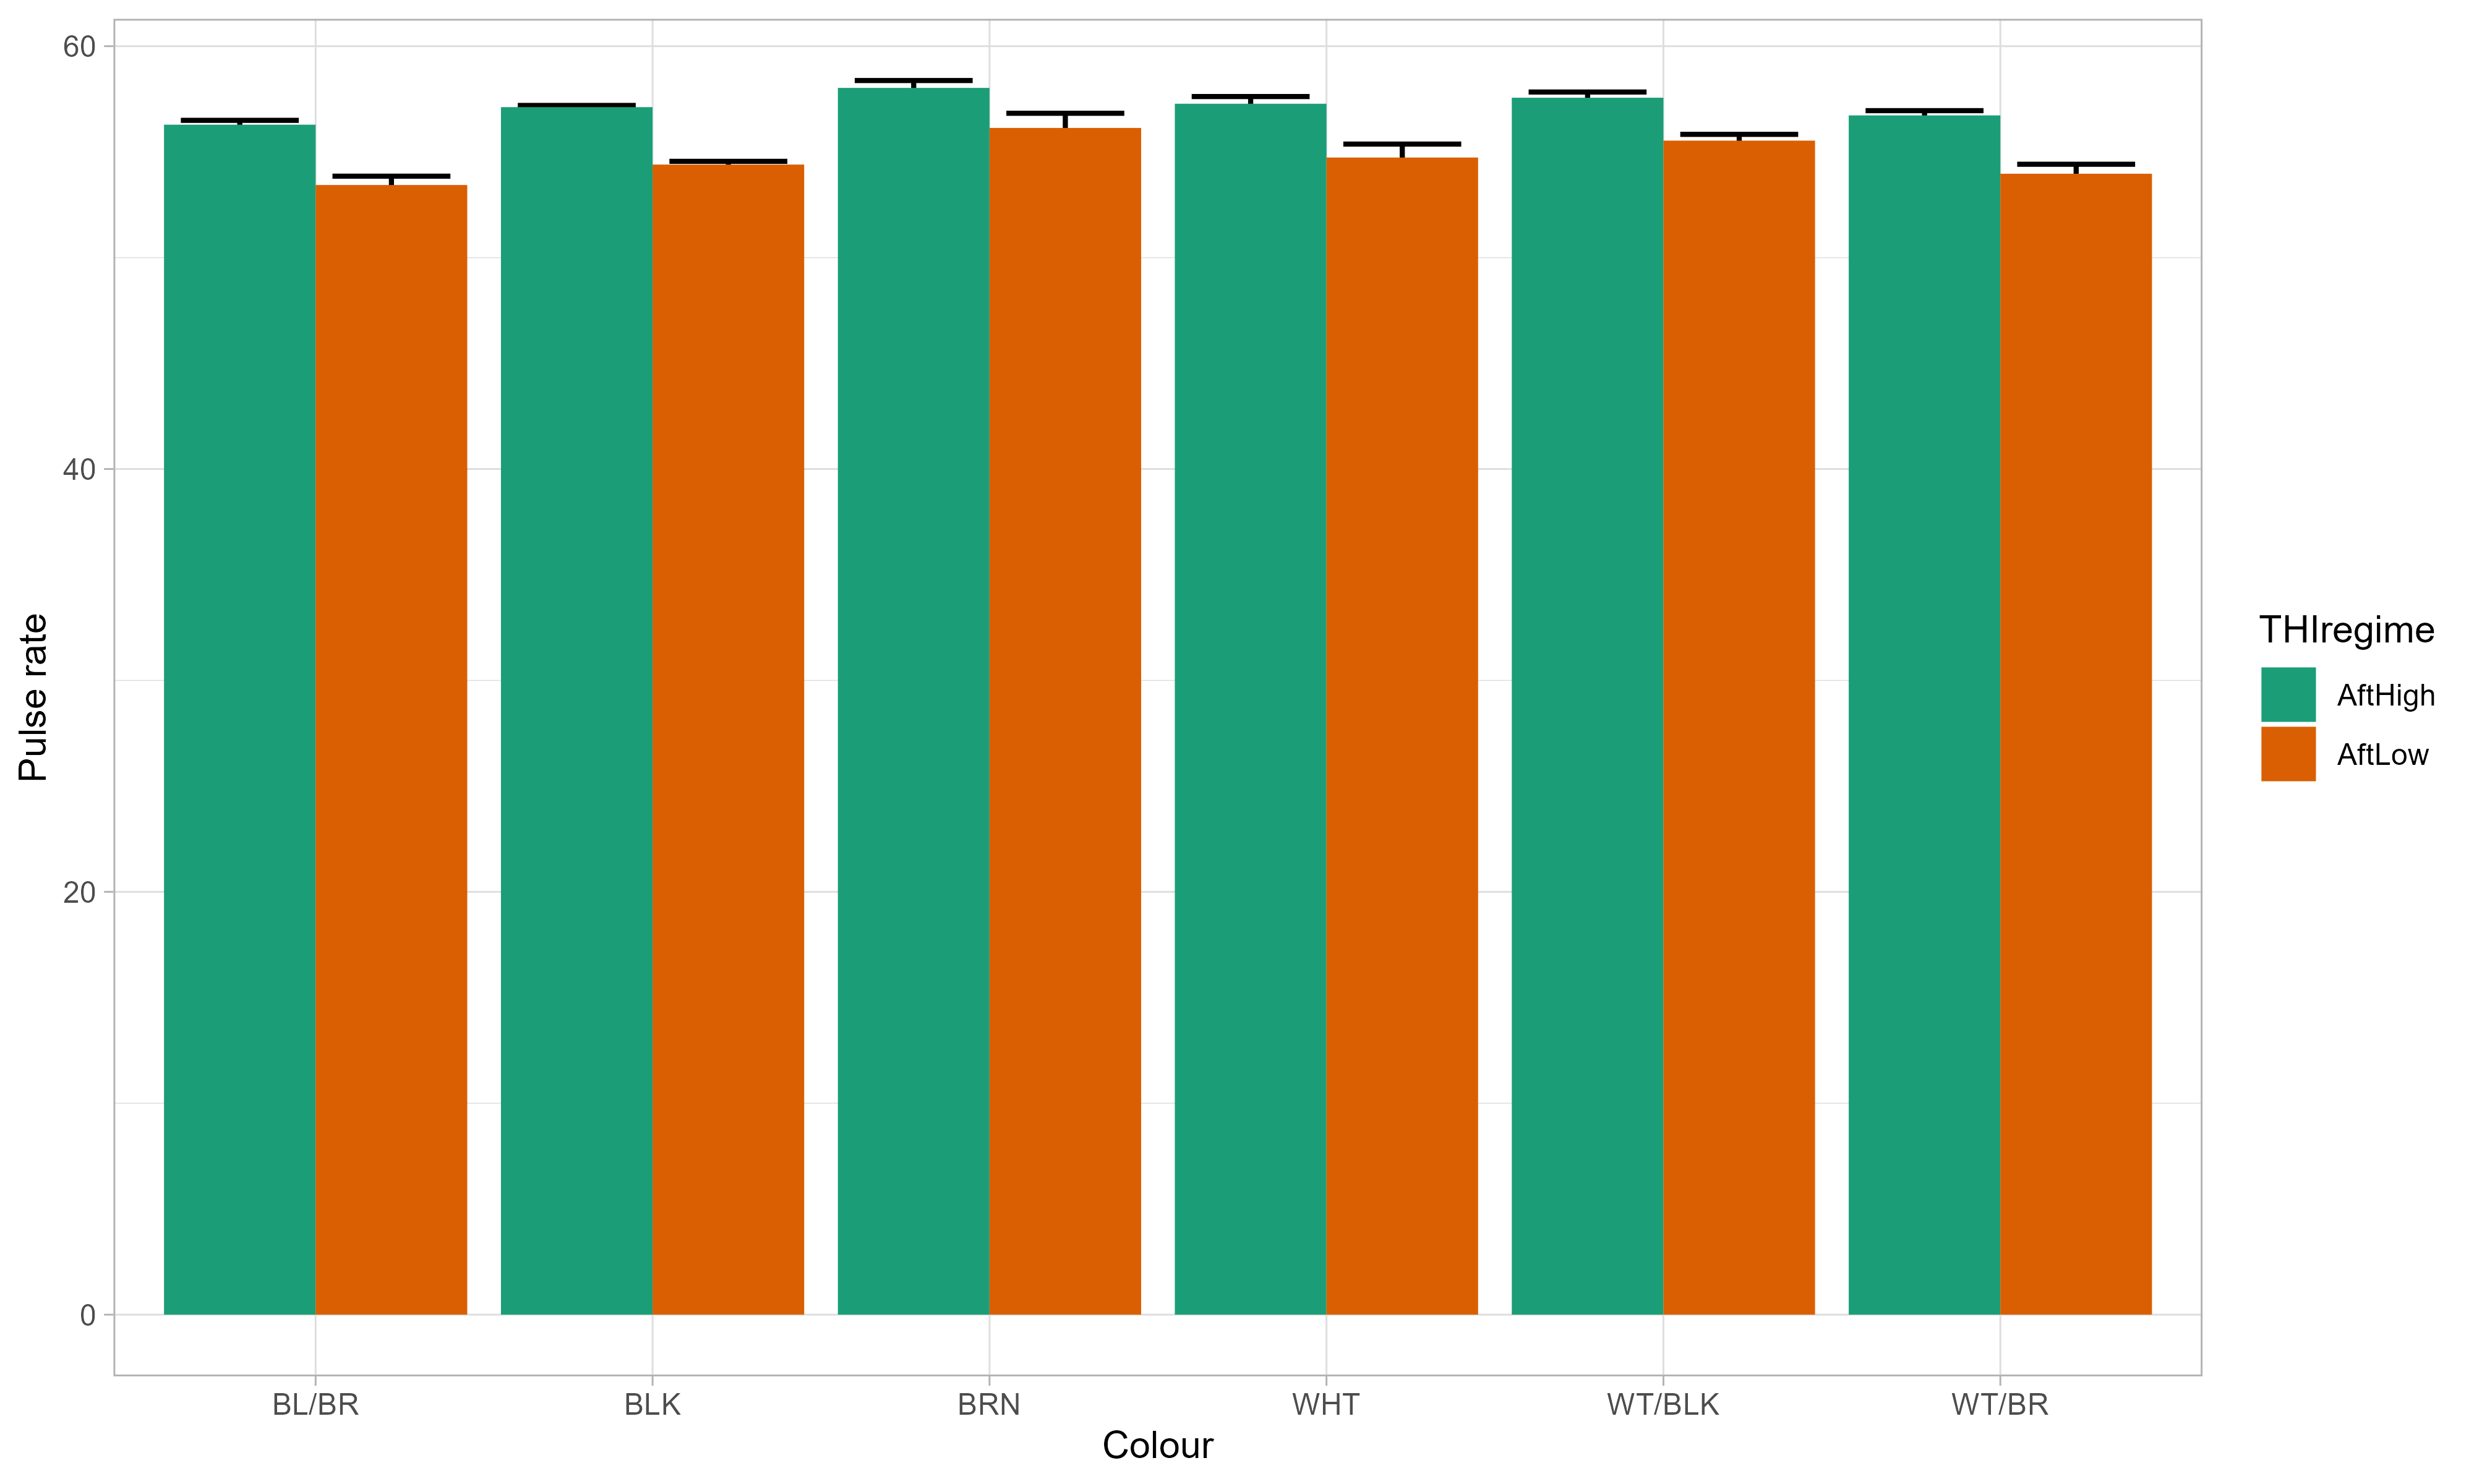 60
40
20
0
Pulse rate
BL/BR BLK BRN WHT WT/BLK WT/BR
Colour
THIregime
AftHigh
AftLow